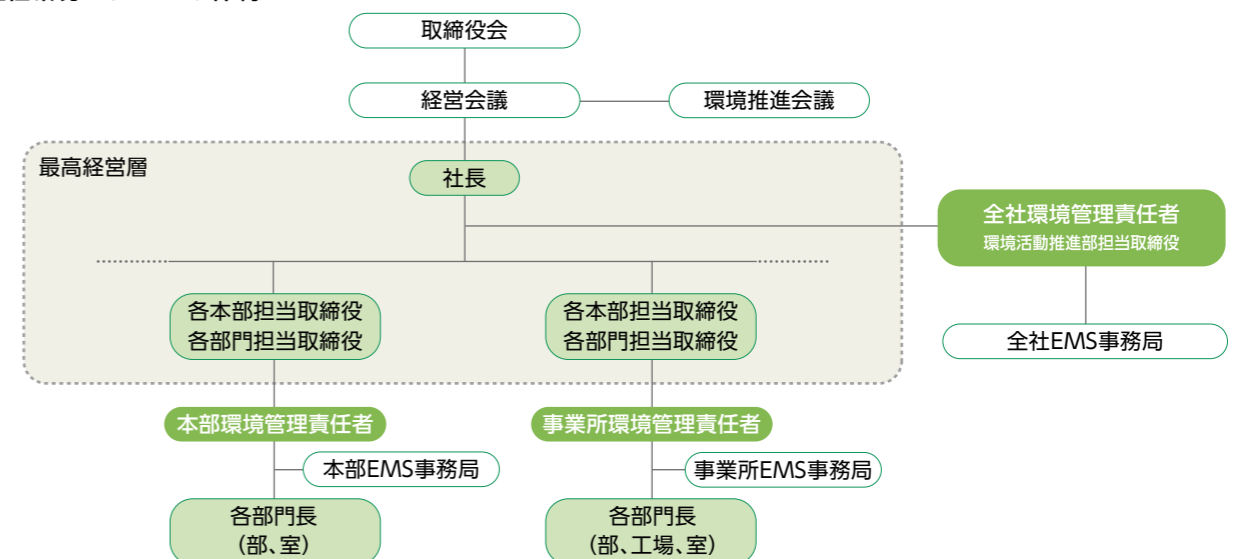 取締役会
経営会議
環境推進会議
最高経営層
社長
全社環境管理責任者
環境活動推進部担当取締役
各本部担当取締役
各部門担当取締役
各本部担当取締役
各部門担当取締役
全社EMS事務局
本部環境管理責任者
事業所環境管理責任者
本部EMS事務局
事業所EMS事務局
各部門長
（部、室）
各部門長
（部、工場、室）